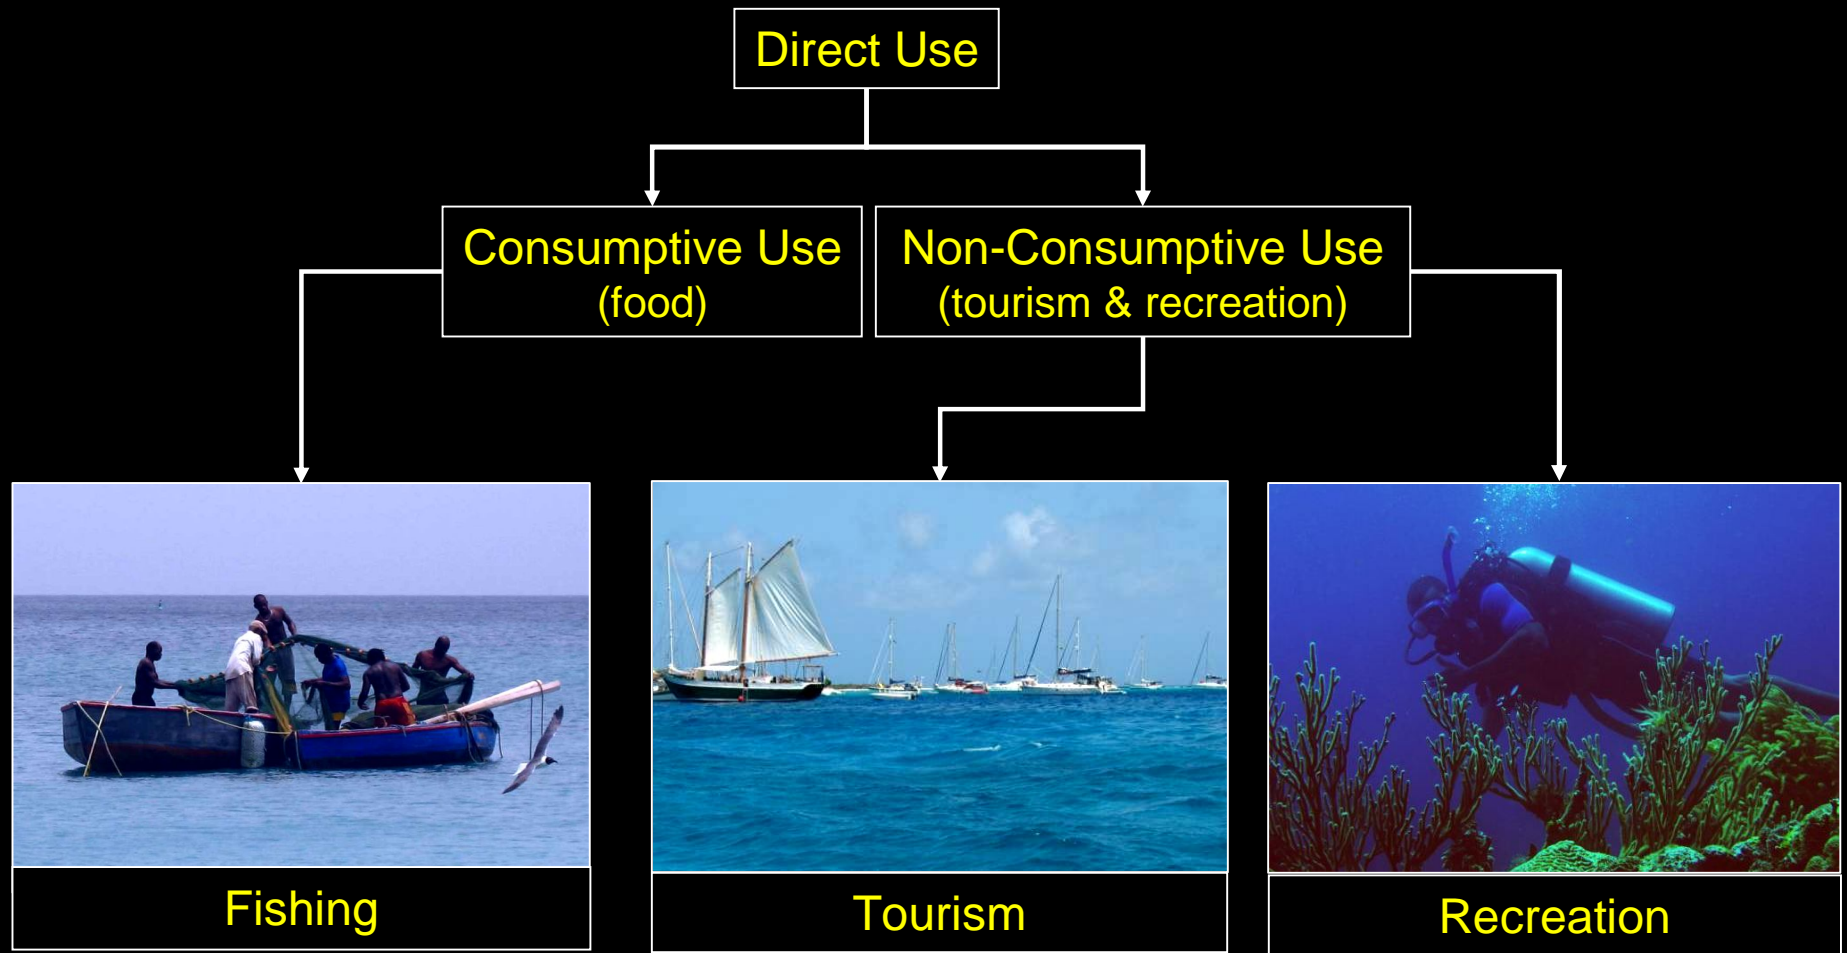 Direct Use
Consumptive Use
(food)
Non-Consumptive Use
(tourism & recreation)
Fishing
Tourism
Recreation